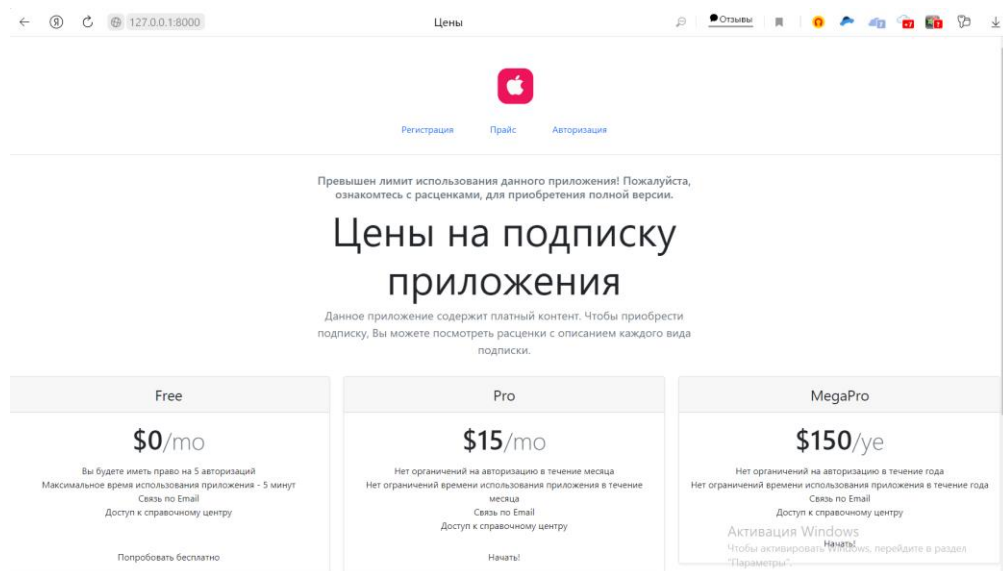 127.0.0.1:8000
Цены
Отзывы
Регистрация Прайс Авторизация
Превышен лимит использования данного приложения! Пожалуйста,
ознакомтесь с расценками, для приобретения полной версии.
Цены на подписку
приложения
Данное приложение содержит платный контент. Чтобы приобрести
подписку, Вы можете посмотреть расценки с описанием каждого вида
подписки.
Free
$0/mo
Вы будете иметь право на 5 авторизаций
Максимальное время использования приложения - 5 минут
Связь по Email
Доступ к справочному центру
Попробовать бесплатно
Pro
$15/mo
Нет органичений на авторизацию в течение месяца
Нет ограничений времени использования приложения в течение
месяца
Связь по Email
Доступ к справочному центру
Начать!
MegaPro
$150/ye
Нет органичений на авторизацию в течение года
Нет ограничений времени использования приложения в течение года
Связь по Email
Доступ к справочному центру
Начать!
Активация Windows
Чтобы активировать Windows, перейдите в раздел
"Параметры".